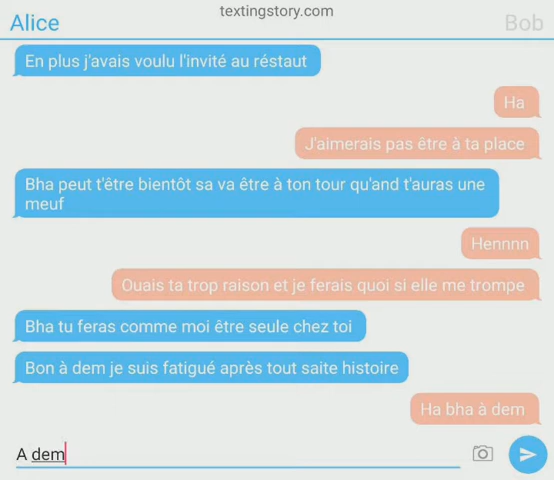 textingstory.com
Alice
Bob
En plus j'avais voulu l'invité au réstaut
Ha
J'aimerais pas être à ta place
Bha peut t'être bientôt sa va être à ton tour qu'and t'auras une
meuf
Hennnn
Ouais ta trop raison et je ferais quoi si elle me trompe
Bha tu feras comme moi être seule chez toi
Bon à dem je suis fatigué après tout saite histoire
Ha bha à dem
A dem